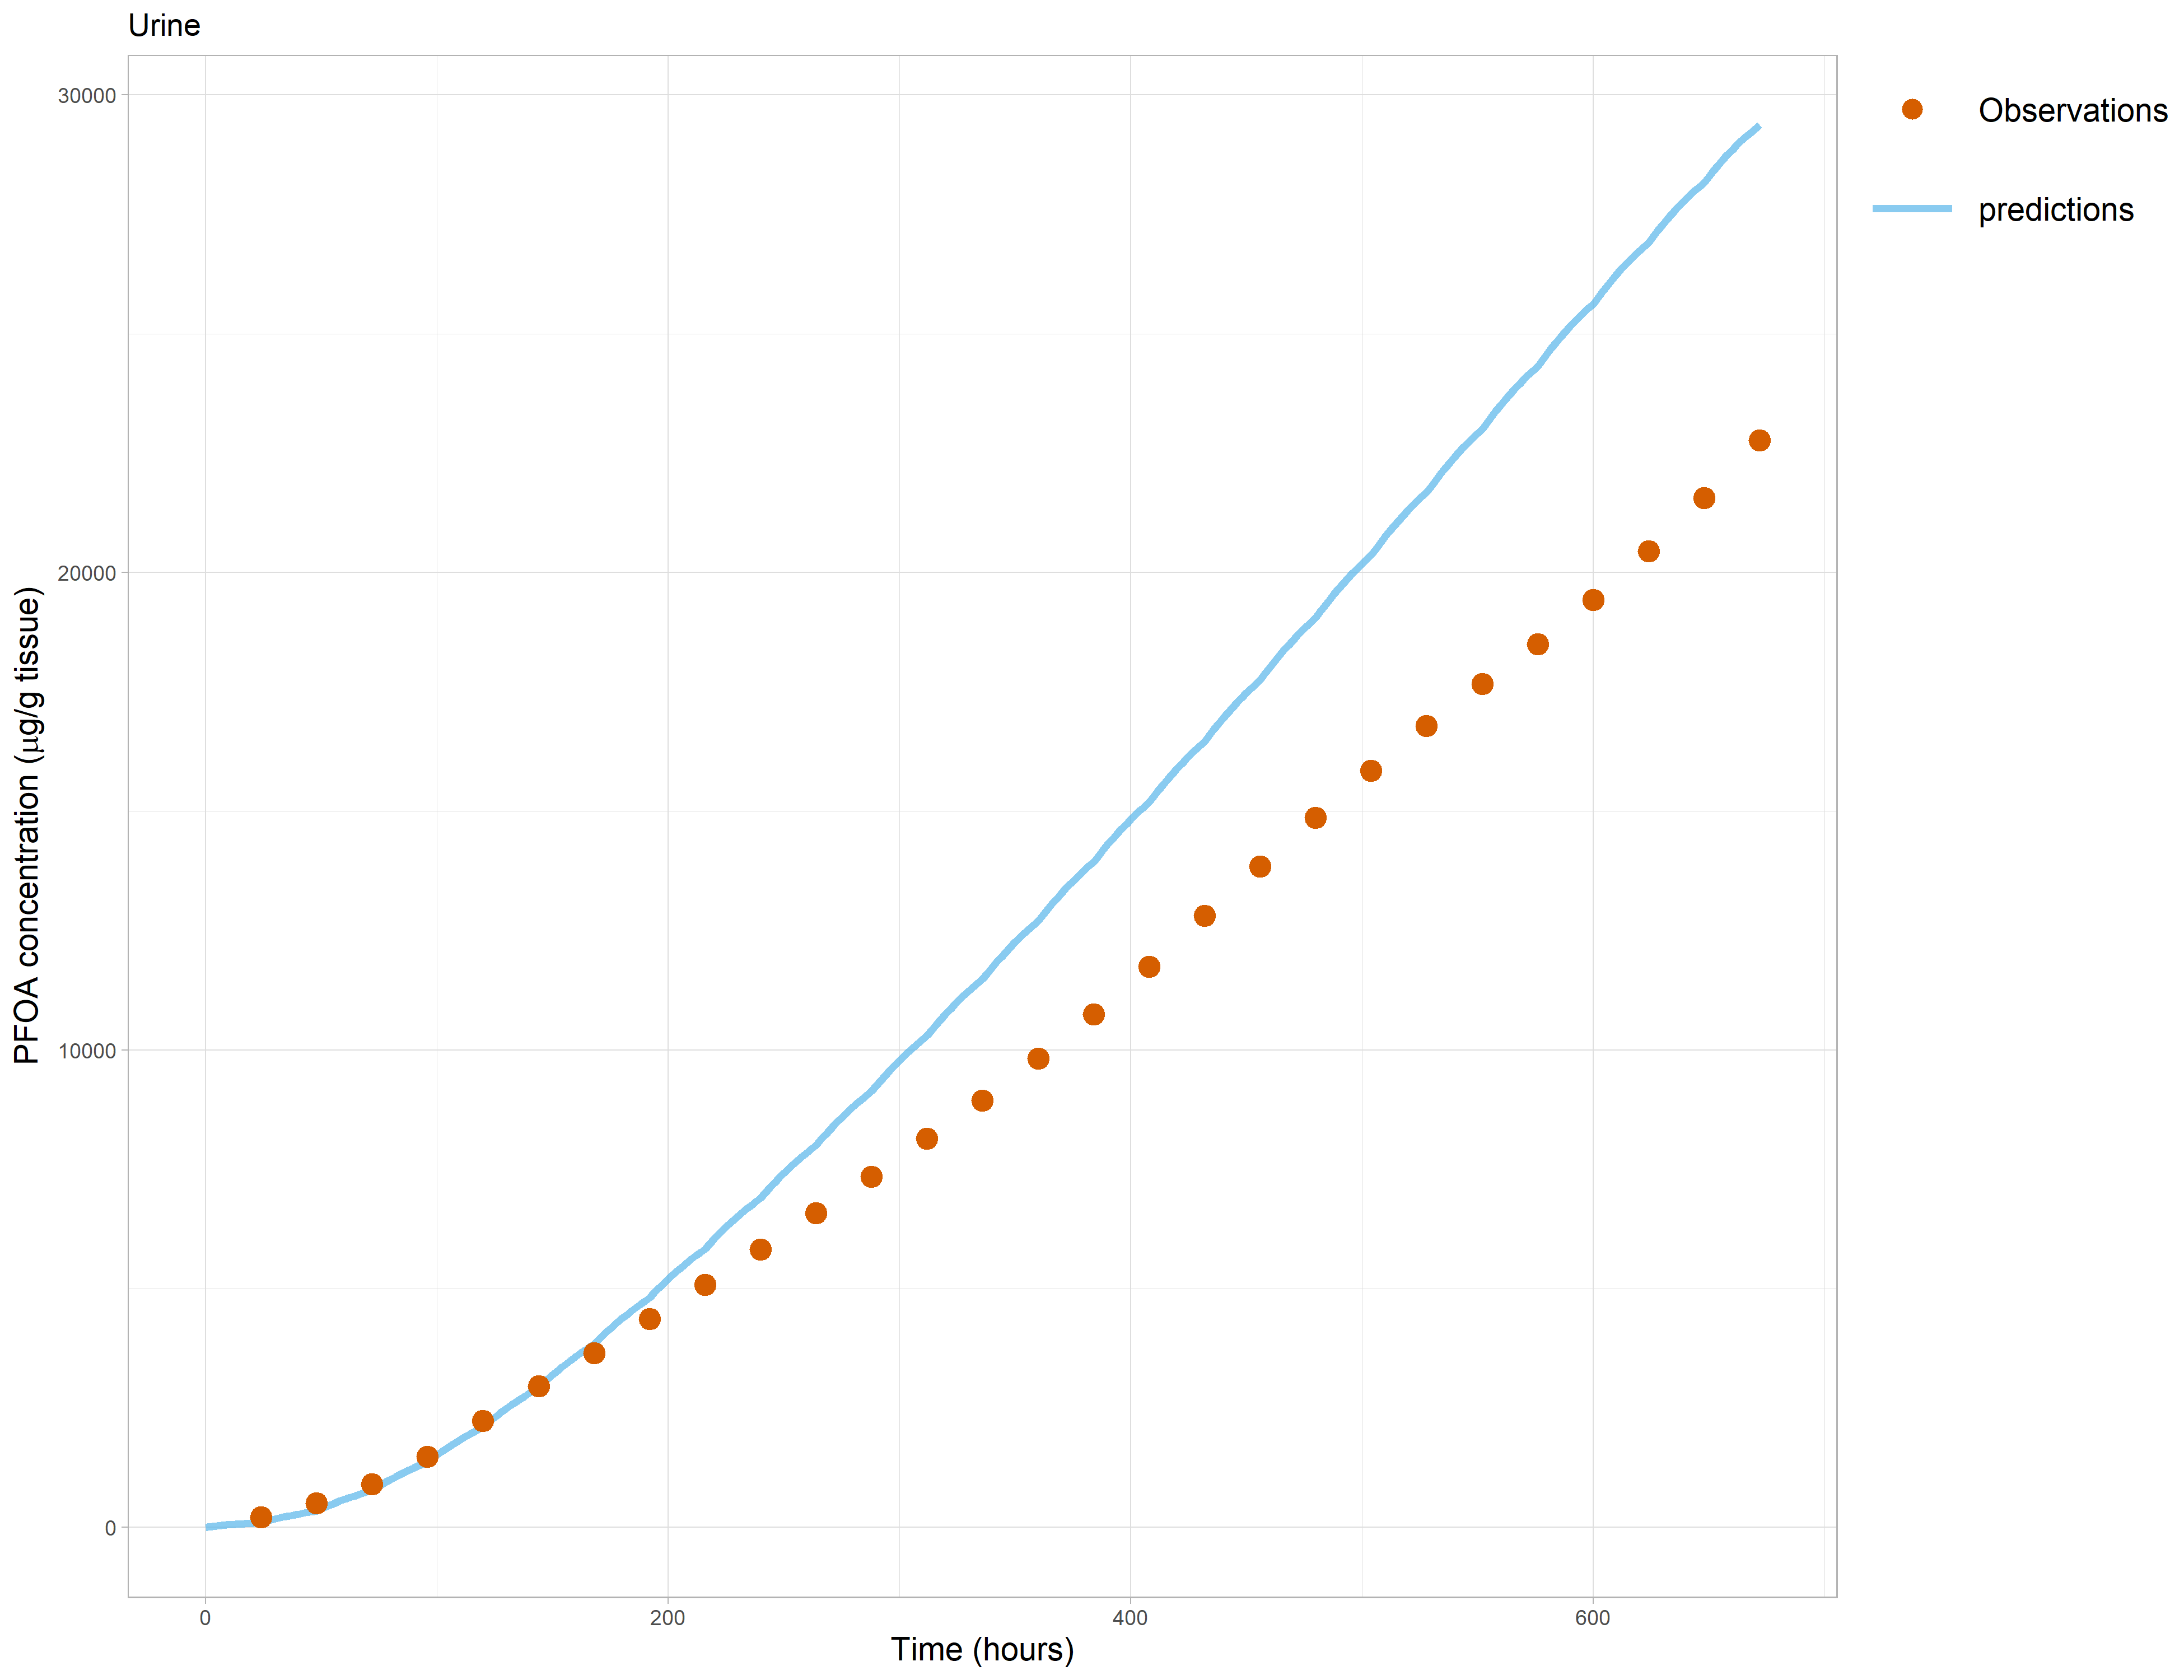 Urine
30000
20000
10000
0
PFOA concentration (μg/g tissue)
0 200 400 600
Time (hours)
Observations
predictions